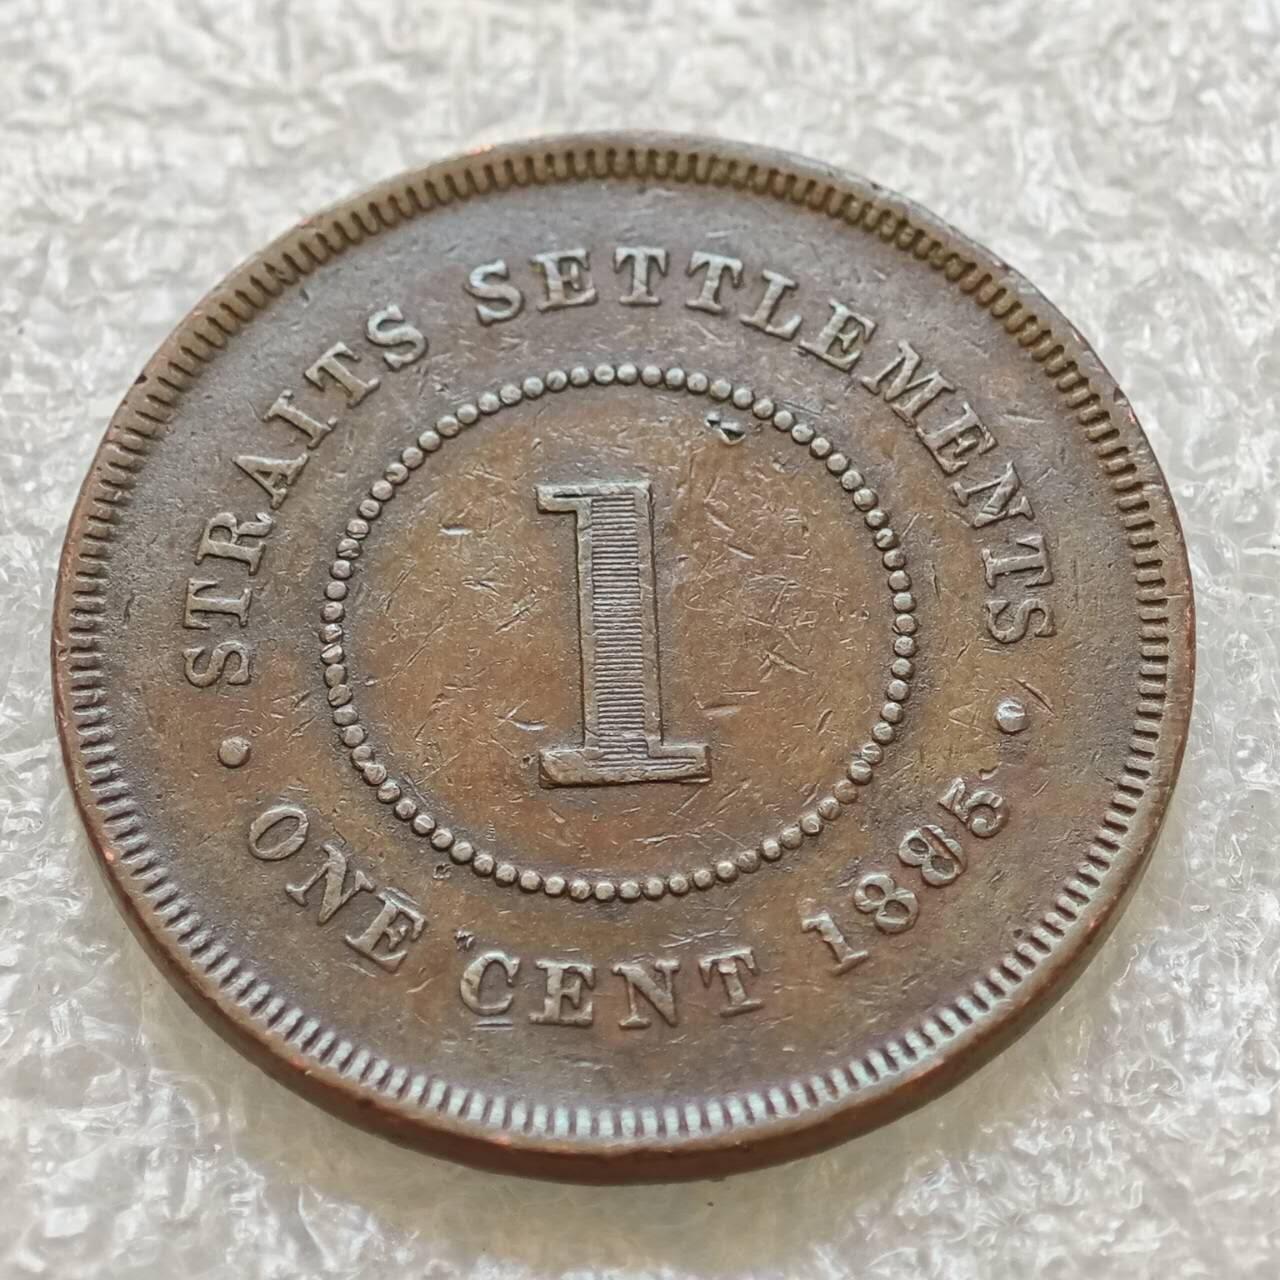 STRAITS SETTLEMENTS
1
ONE CENT 1885